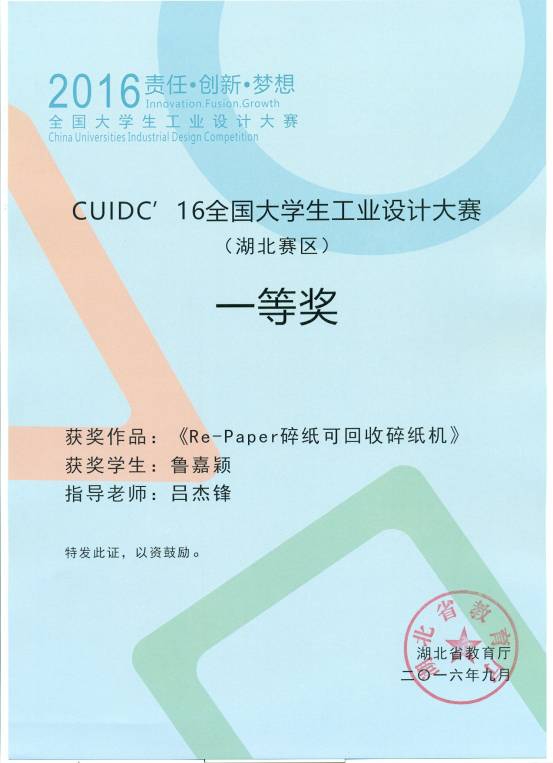 2016责任·创新·梦想
Innovation.Fusion.Growth
全国大学生工业设计大赛
China Universities Industrial Design Competition
CUIDC' 16全国大学生工业设计大赛
（湖北赛区）
一等奖
获奖作品：《Re-Paper碎纸可回收碎纸机》
获奖学生：鲁嘉颖
指导老师：吕杰锋
特发此证，以资鼓励。
湖北省教育厅
湖北省教育厅
二〇一六年九月